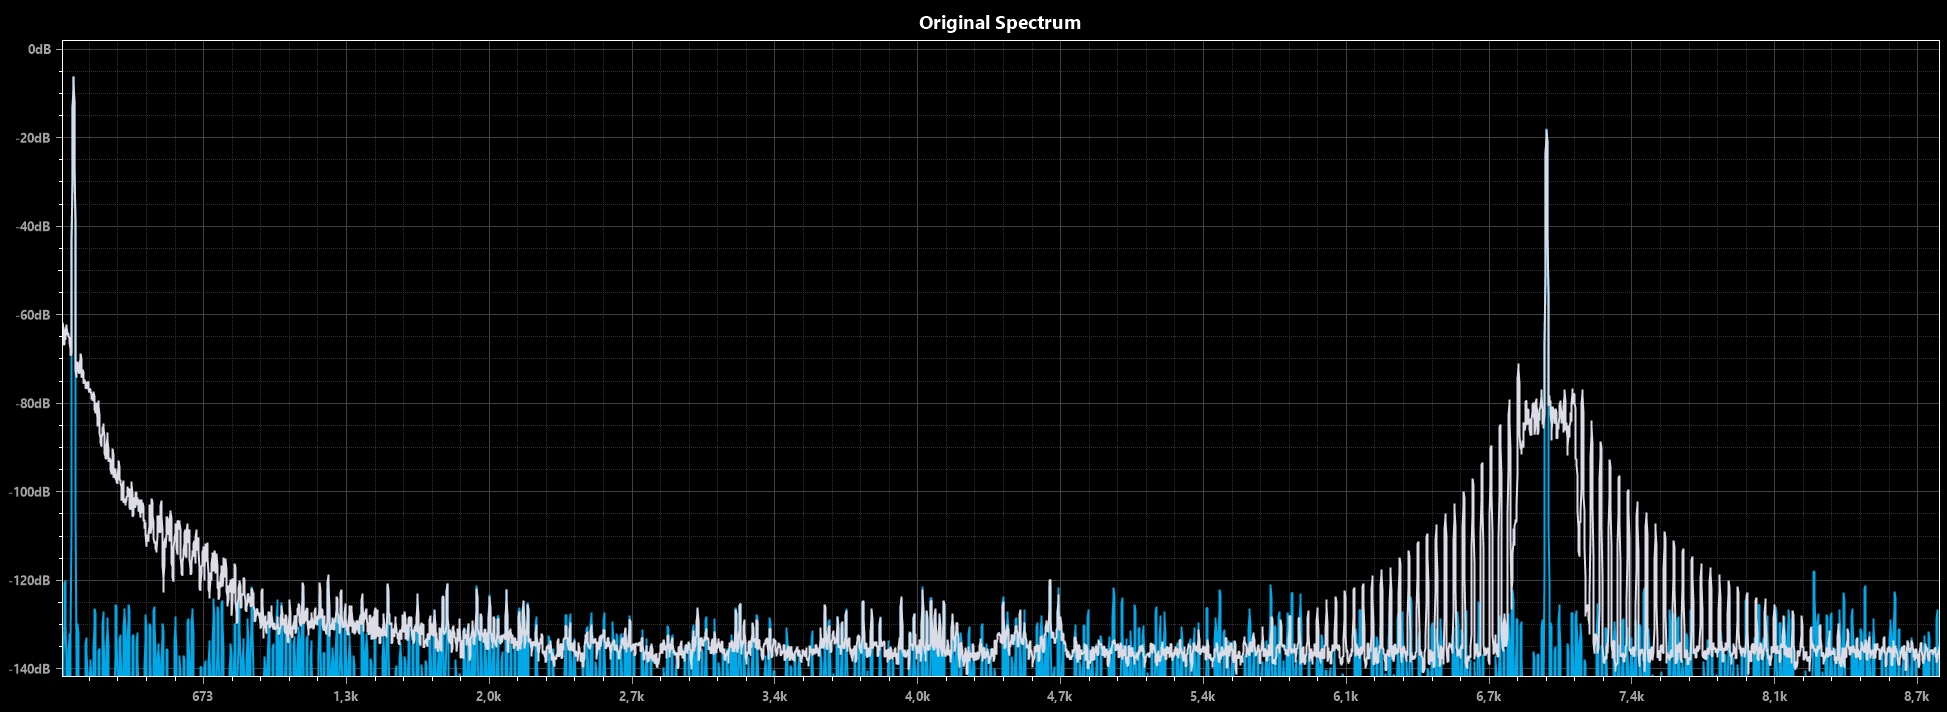 Original Spectrum
0dB
-20dB
-40dB
-60dB
-80dB
-100dB
-120dB
-140dB
673 1,3k 2,0k 2,7k 3,4k 4,0k 4,7k 5,4k 6,1k 6,7k 7,4k 8,1k 8,7k